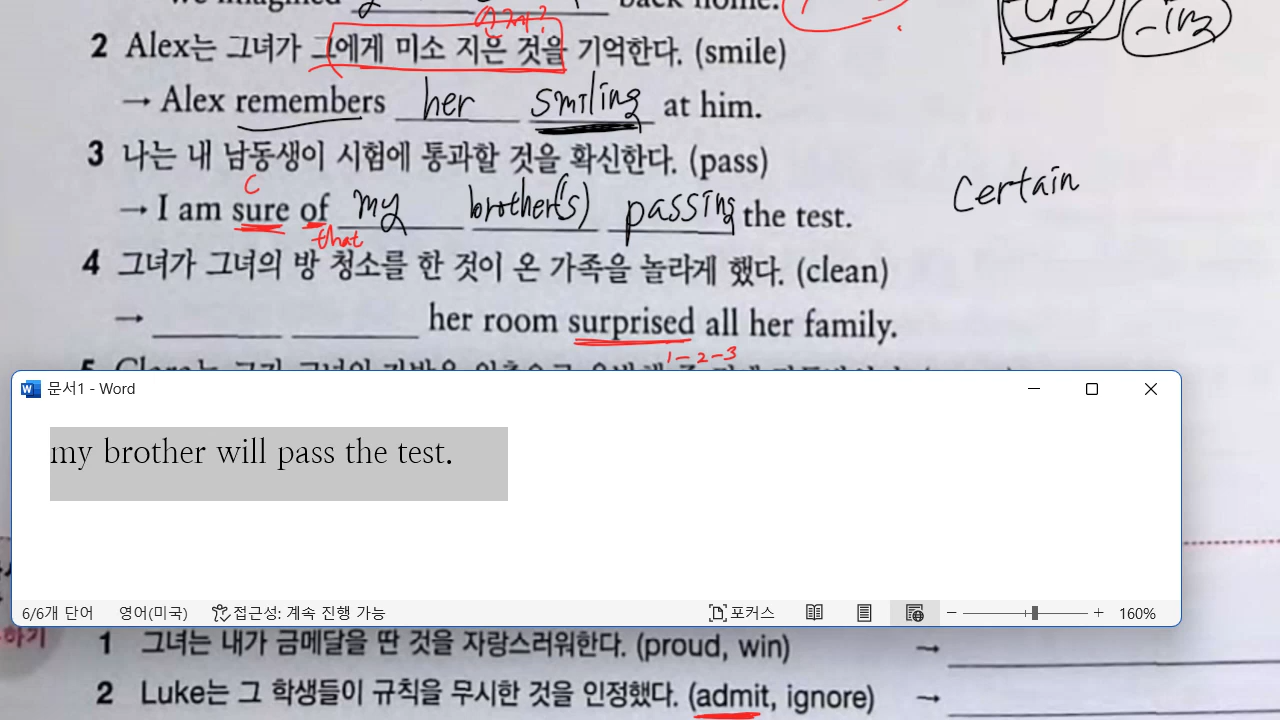 back home.
2 Alex는 그녀가 그에게 미소 지은 것을 기억한다. (smile)
→ Alex remembers her smiling at him.
3 나는 내 남동생이 시험에 통과할 것을 확신한다. (pass)
C
Certain
→ I am sure of my brother('s) passing the test.
that
4 그녀가 그녀의 방 청소를 한 것이 온 가족을 놀라게 했다. (clean)
→ ______ ______ her room surprised all her family.
1-2-3
문서1 - Word
my brother will pass the test.
6/6개 단어 영어(미국) 접근성: 계속 진행 가능 포커스 160%
하기
1 그녀는 내가 금메달을 딴 것을 자랑스러워한다. (proud, win) →
2 Luke는 그 학생들이 규칙을 무시한 것을 인정했다. (admit, ignore) →